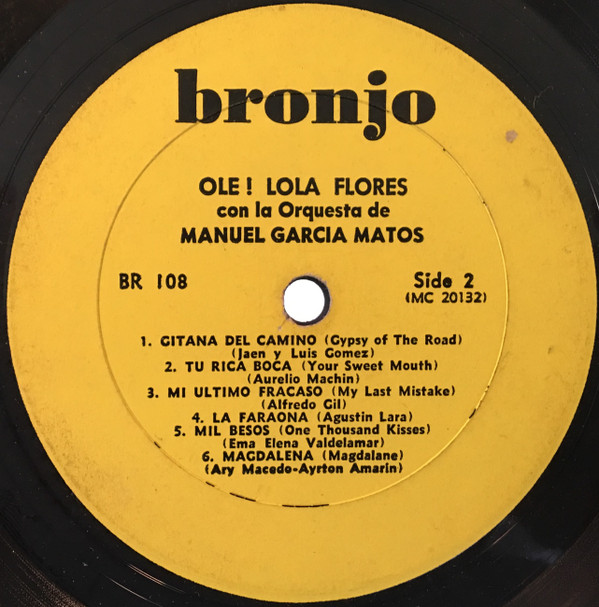 bronjo
OLE! LOLA FLORES
con la Orquesta de
MANUEL GARCIA MATOS
BR 108
Side 2
(MC 20132)
1. GITANA DEL CAMINO (Gypsy of The Road)
(Jaen y Luis Gomez)
2. TU RICA BOCA (Your Sweet Mouth)
(Aurelio Machin)
3. MI ULTIMO FRACASO (My Last Mistake)
(Alfredo Gil)
4. LA FARAONA (Agustin Lara)
5. MIL BESOS (One Thousand Kisses)
(Ema Elena Valdelamar)
6. MAGDALENA (Magdalane)
(Ary Macedo-Ayrton Amarin)